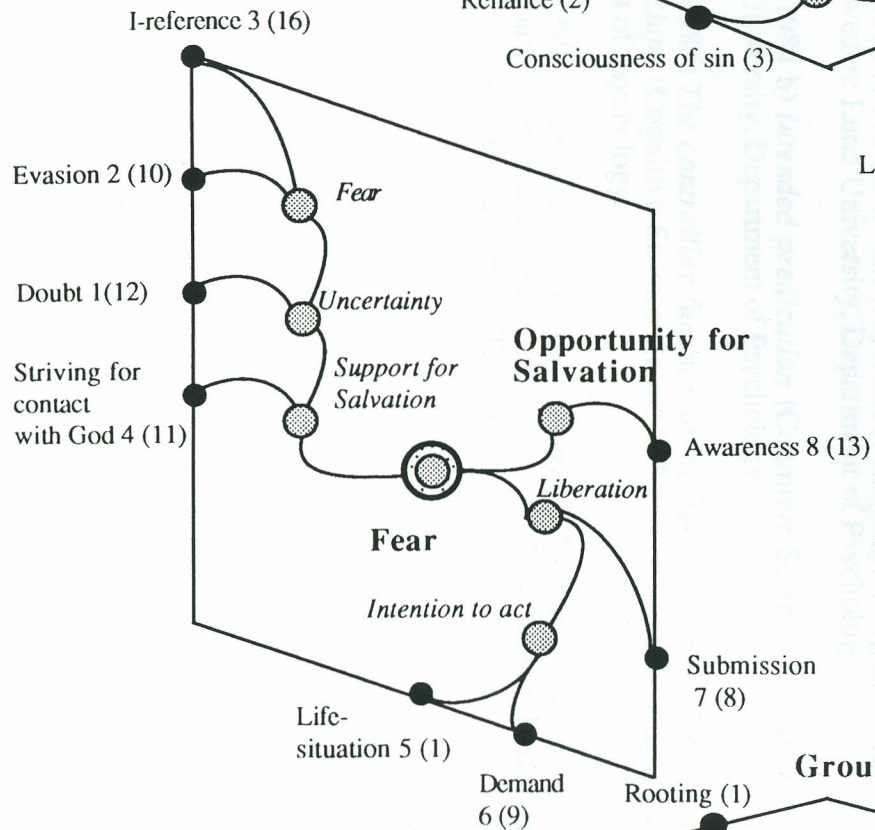 I-reference 3 (16)
Reliance (2)
Consciousness of sin (3)
L
Evasion 2 (10)
Fear
Doubt 1(12)
Uncertainty
Opportunity for
Salvation
Striving for
contact
with God 4 (11)
Support for
Salvation
Awareness 8 (13)
Liberation
Fear
Intention to act
Submission
7 (8)
Life-
situation 5 (1)
Demand
6 (9)
Rooting (1)
Grou